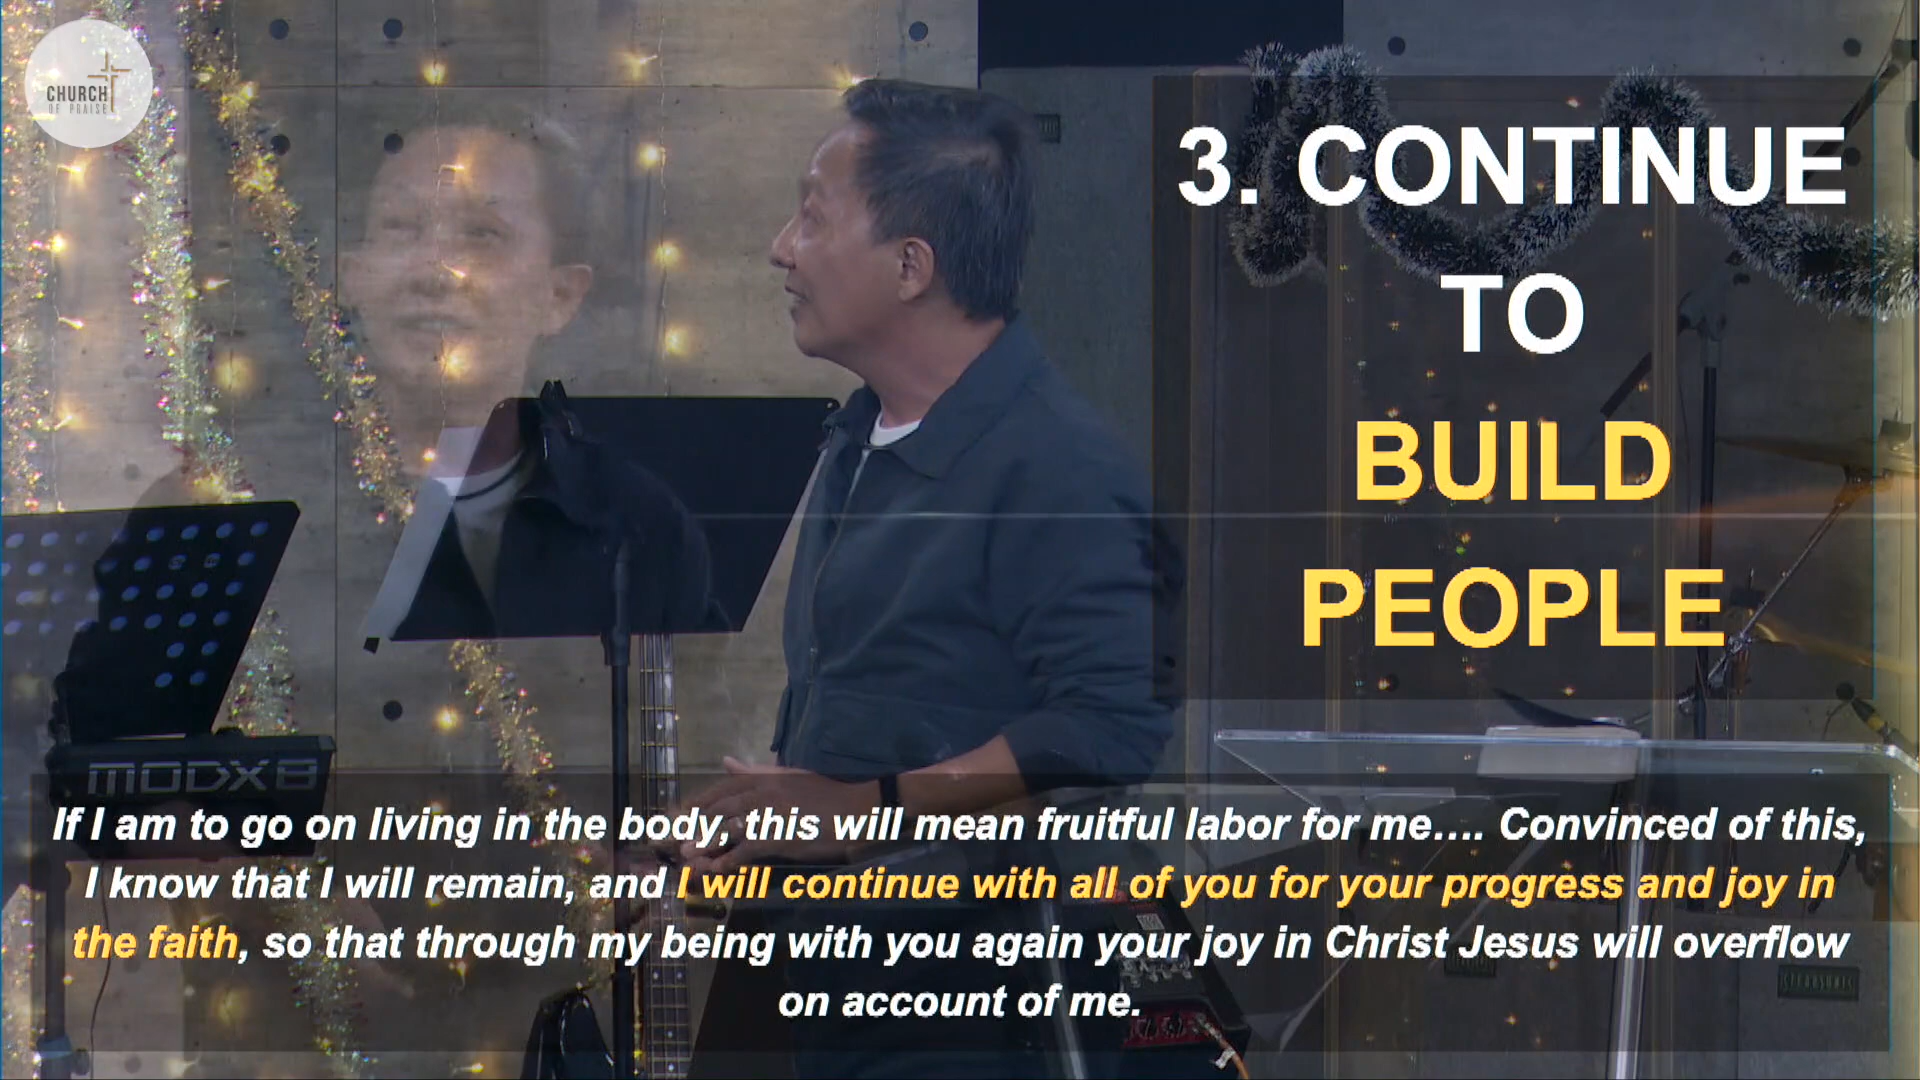 CHURCH
OF PRAISE
3. CONTINUE
TO
BUILD
PEOPLE
MODX8
If I am to go on living in the body, this will mean fruitful labor for me…. Convinced of this,
I know that I will remain, and I will continue with all of you for your progress and joy in
the faith, so that through my being with you again your joy in Christ Jesus will overflow
on account of me.